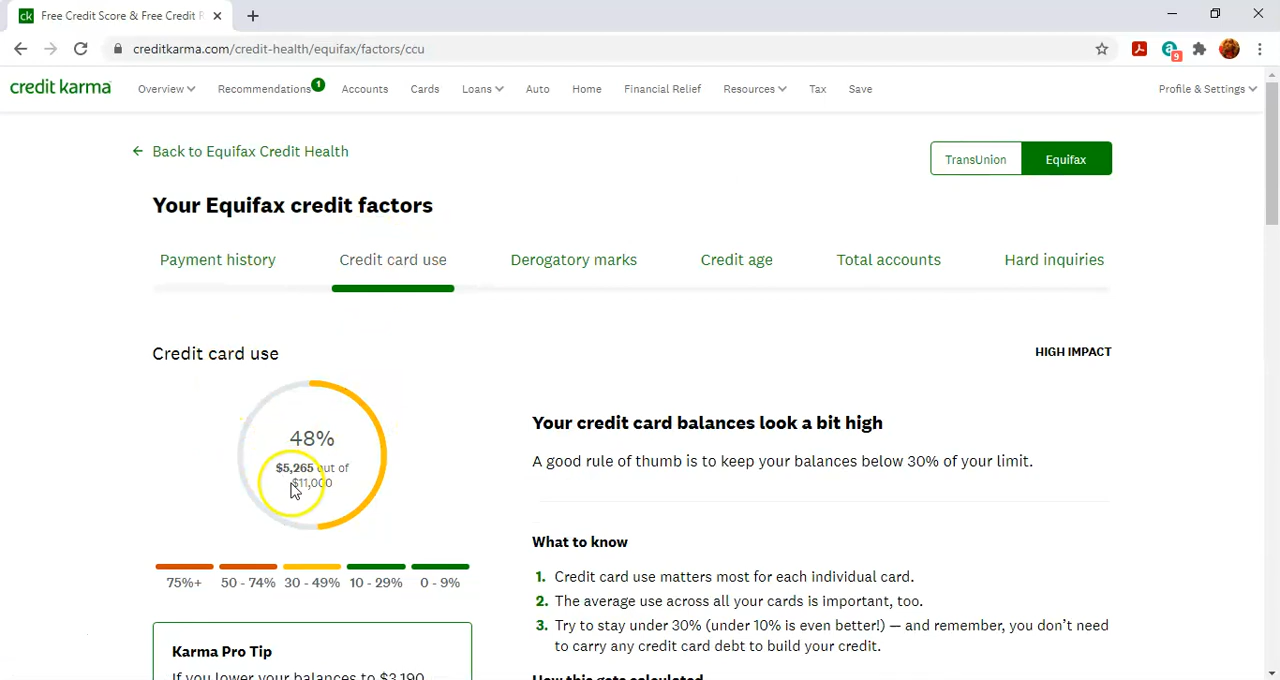 Free Credit Score & Free Credit R
creditkarma.com/credit-health/equifax/factors/ccu
9
credit karma
Overview
Recommendations 1
Accounts
Cards
Loans
Auto
Home
Financial Relief
Resources
Tax
Save
Profile & Settings
← Back to Equifax Credit Health
TransUnion
Equifax
Your Equifax credit factors
Payment history
Credit card use
Derogatory marks
Credit age
Total accounts
Hard inquiries
Credit card use
HIGH IMPACT
48%
$5,265 out of
$11,000
75%+
50 - 74%
30 - 49%
10 - 29%
0 - 9%
Karma Pro Tip
If you lower your balances to $3,190
Your credit card balances look a bit high
A good rule of thumb is to keep your balances below 30% of your limit.
What to know
1. Credit card use matters most for each individual card.
2. The average use across all your cards is important, too.
3. Try to stay under 30% (under 10% is even better!) — and remember, you don't need
to carry any credit card debt to build your credit.
How this gets calculated